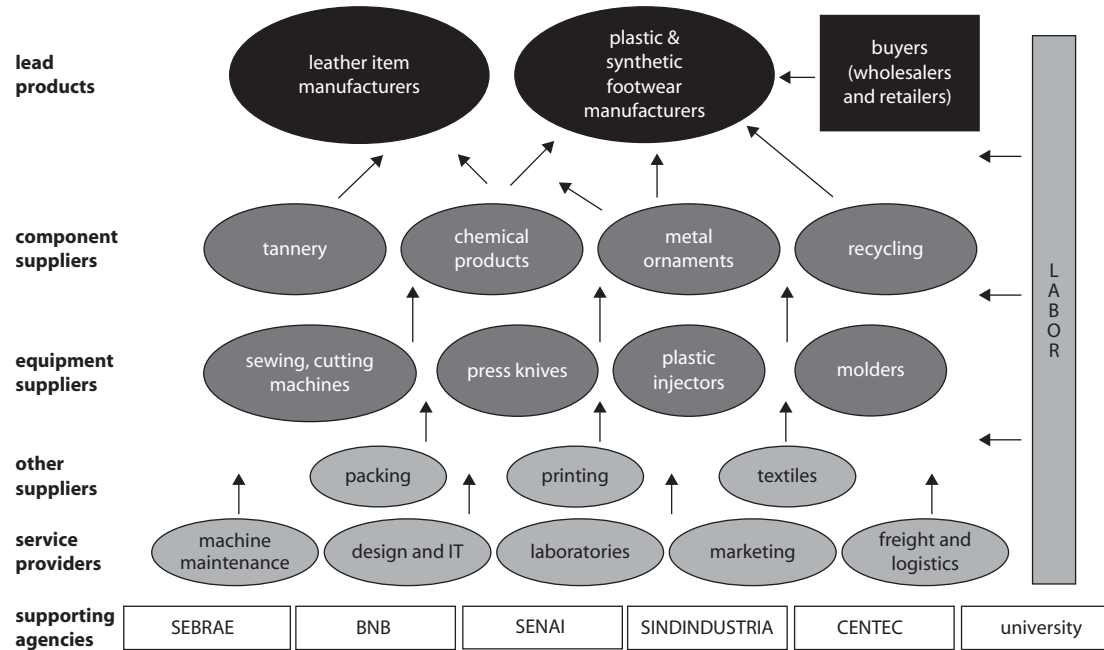 lead
products
leather item
manufacturers
plastic &
synthetic
footwear
manufacturers
buyers
(wholesalers
and retailers)
component
suppliers
tannery
chemical
products
metal
ornaments
recycling
LABOR
equipment
suppliers
sewing, cutting
machines
press knives
plastic
injectors
molders
other
suppliers
packing
printing
textiles
service
providers
machine
maintenance
design and IT
laboratories
marketing
freight and
logistics
supporting
agencies
SEBRAE
BNB
SENAI
SINDINDUSTRIA
CENTEC
university